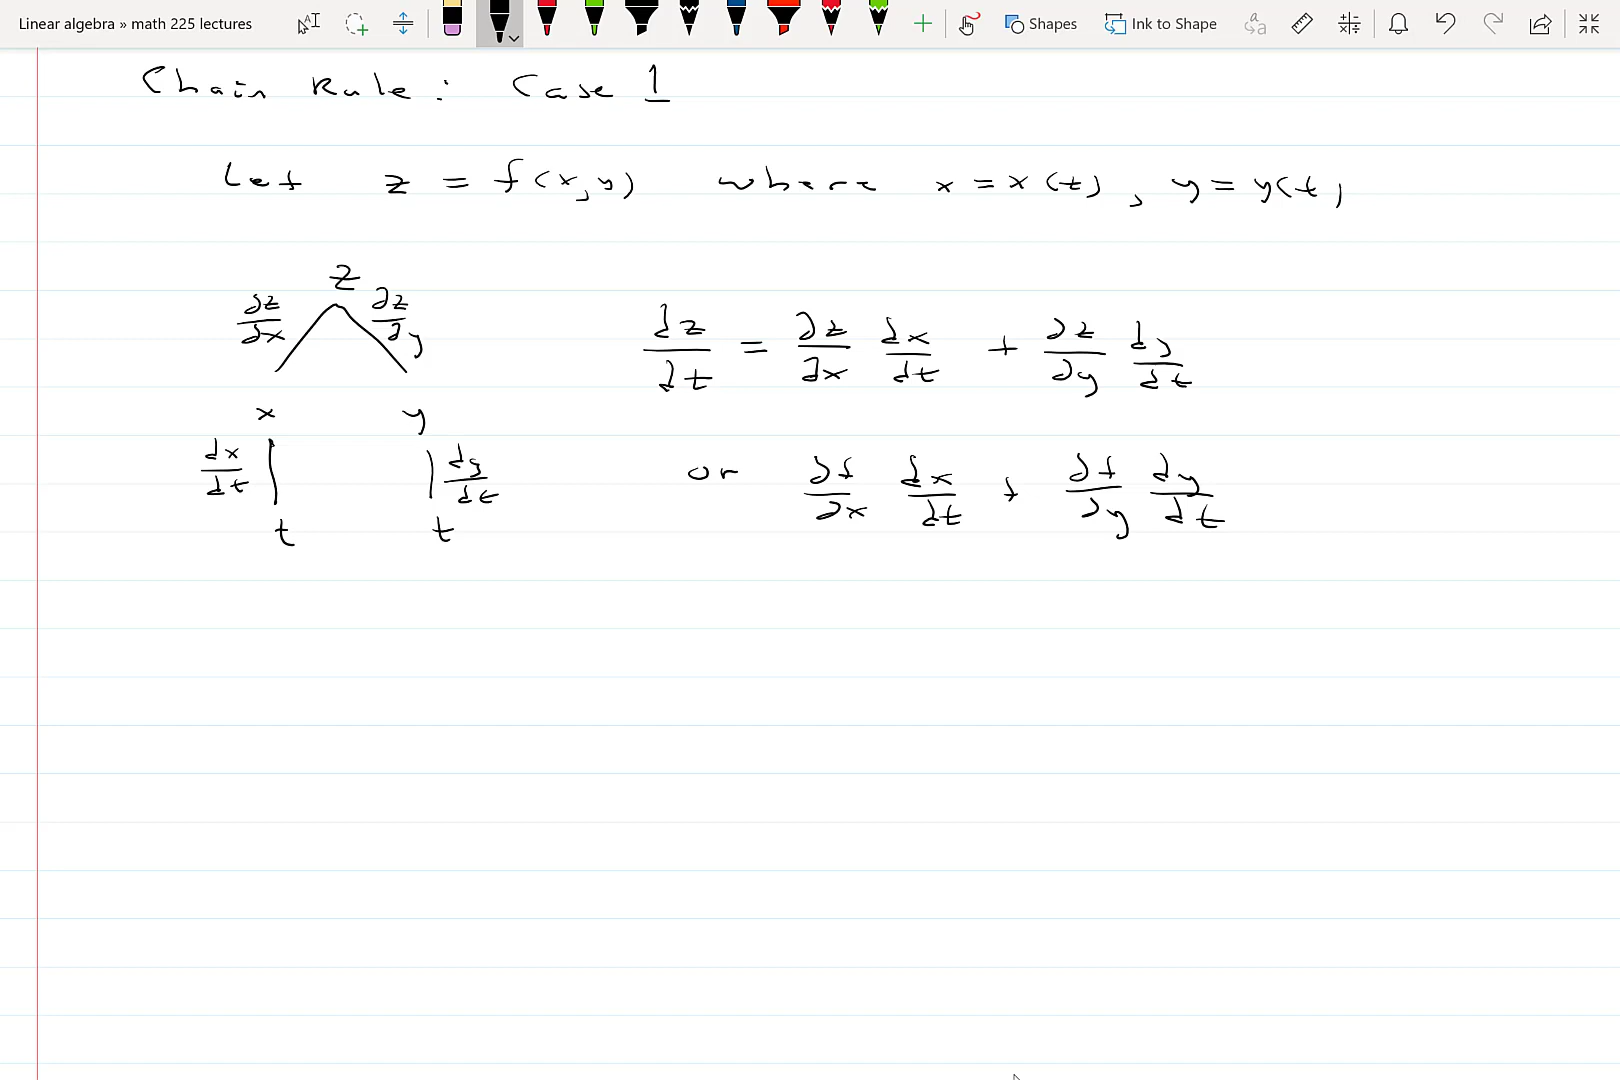 Linear algebra » math 225 lectures
Shapes
Ink to Shape
Chain Rule: Case 1
Let z = f(x,y) where x = x(t), y = y(t)
z
∂z/∂x ∂z/∂y
dz/dt = ∂z/∂x dx/dt + ∂z/∂y dy/dt
x y
dx/dt dy/dt
or ∂f/∂x dx/dt + ∂f/∂y dy/dt
t t